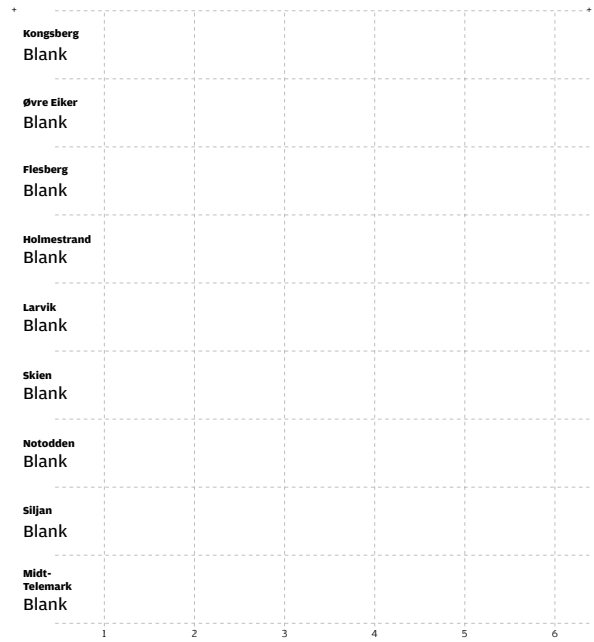 + +
Kongsberg
Blank
Øvre Eiker
Blank
Flesberg
Blank
Holmestrand
Blank
Larvik
Blank
Skien
Blank
Notodden
Blank
Siljan
Blank
Midt-
Telemark
Blank
1 2 3 4 5 6